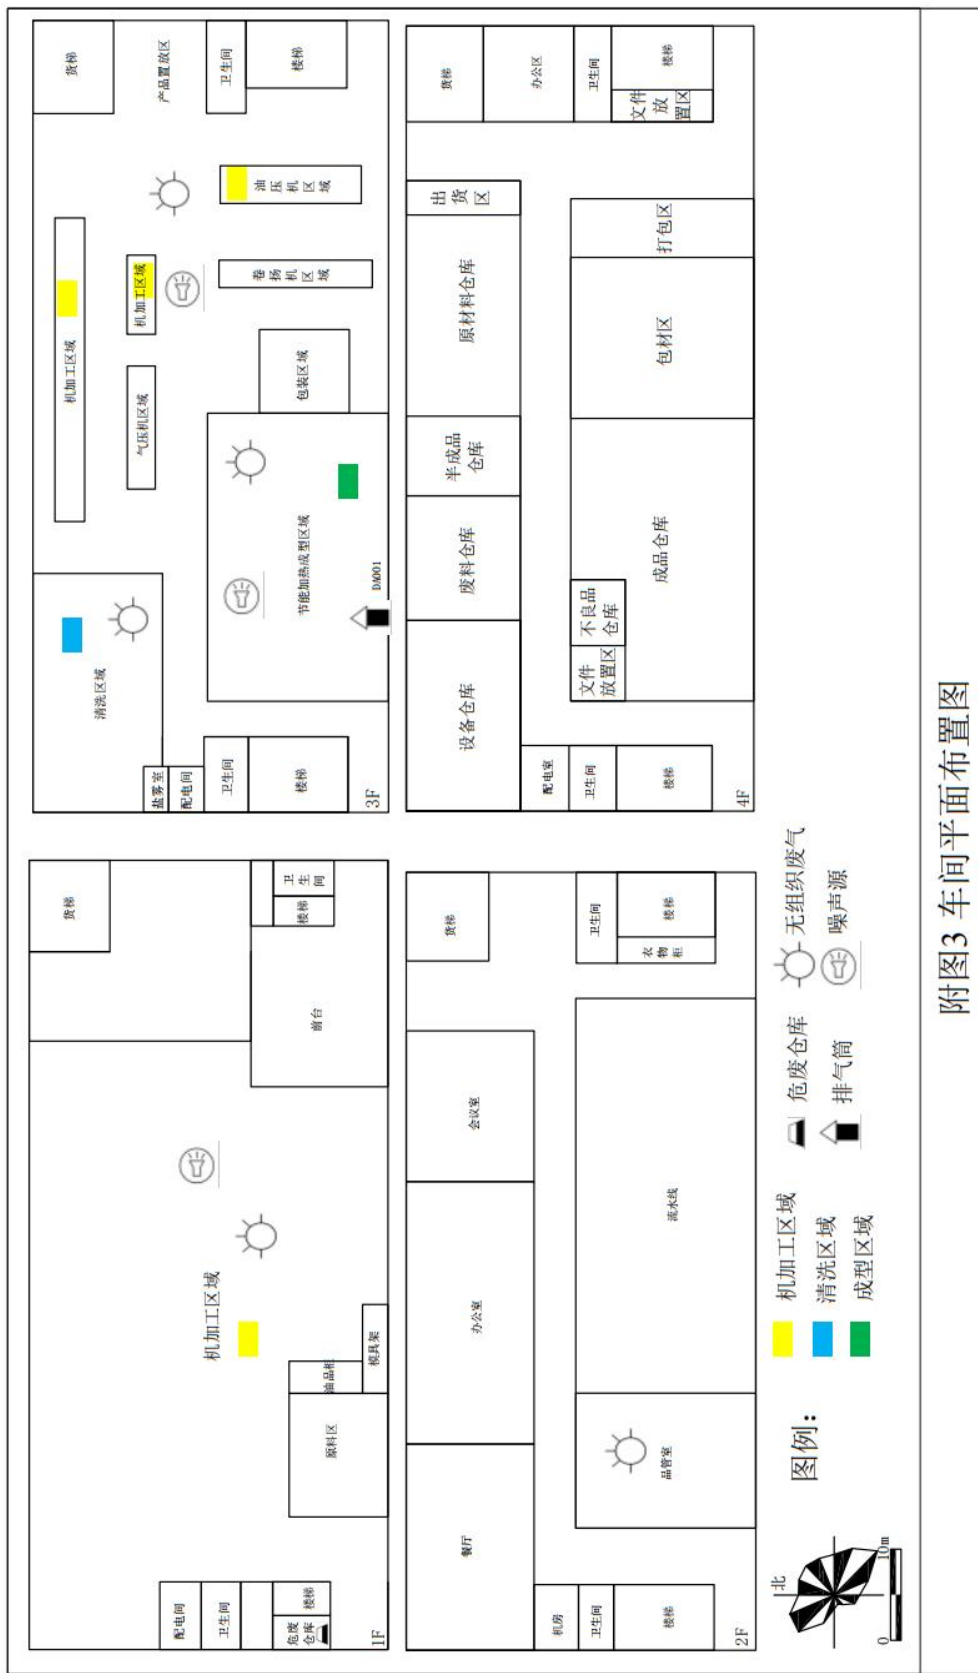 货梯
前台
卫生间
楼梯
机加工区域
油品柜
模具架
原料区
配电间
卫生间
楼梯
危废
仓库
1F
货梯
产品置放区
卫生间
楼梯
机加工区域
机加工区域
油压
机区
域
卷扬
机区
域
气压机区域
包装区域
节能加热成型区域
DA001
清洗区域
盐雾室
配电间
卫生间
楼梯
3F
货梯
卫生间
衣物柜
楼梯
会议室
办公室
餐厅
流水线
品管室
机房
卫生间
楼梯
2F
货梯
办公区
卫生间
楼梯
文件
放
置区
出货
区
原材料仓库
半成品
仓库
废料仓库
设备仓库
打包区
包材区
成品仓库
不良品
仓库
文件
放置区
配电室
卫生间
楼梯
4F
北
0 10m
图例：
机加工区域
危废仓库
无组织废气
清洗区域
排气筒
噪声源
成型区域
附图3 车间平面布置图